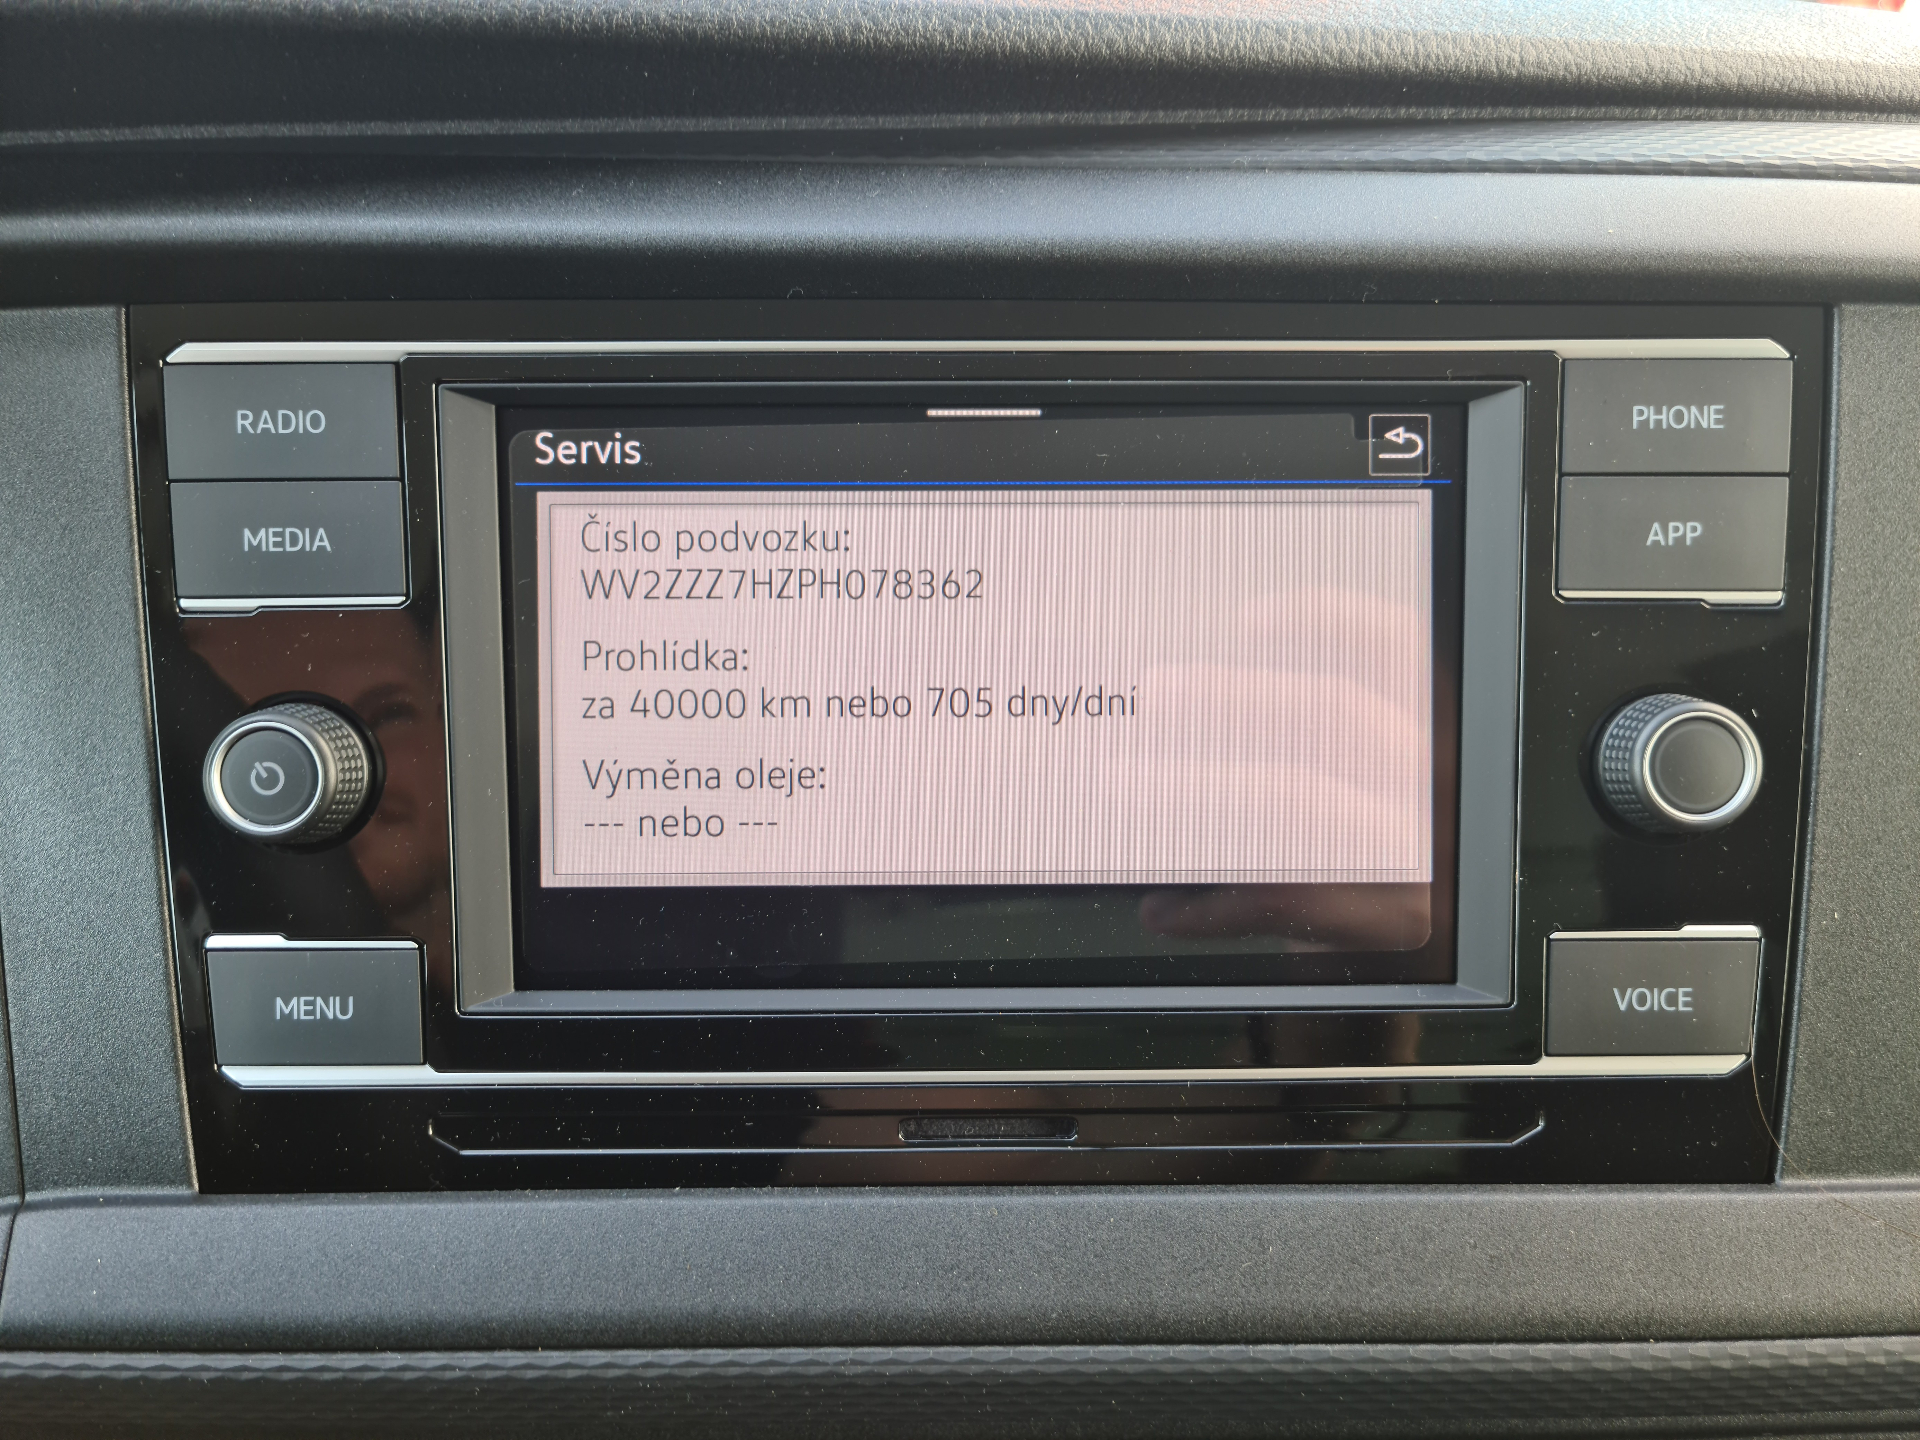 RADIO
MEDIA
MENU
Servis
Číslo podvozku:
WV2ZZZ7HZPH078362
Prohlídka:
za 40000 km nebo 705 dny/dní
Výměna oleje:
--- nebo ---
PHONE
APP
VOICE